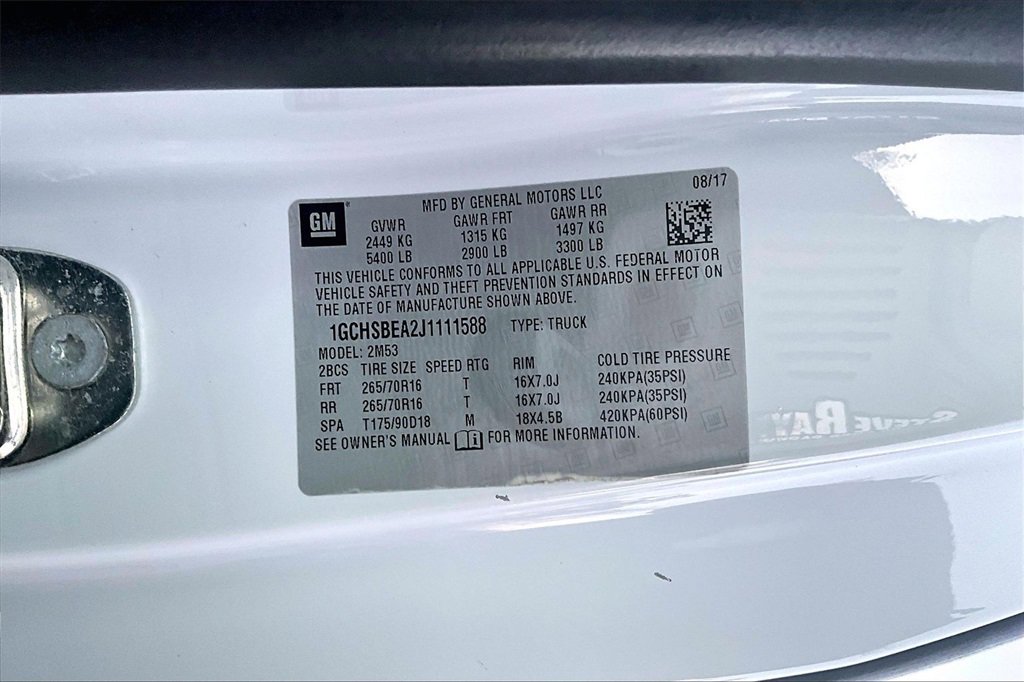 GM
MFD BY GENERAL MOTORS LLC 08/17
GVWR GAWR FRT GAWR RR
2449 KG 1315 KG 1497 KG
5400 LB 2900 LB 3300 LB
THIS VEHICLE CONFORMS TO ALL APPLICABLE U.S. FEDERAL MOTOR
VEHICLE SAFETY AND THEFT PREVENTION STANDARDS IN EFFECT ON
THE DATE OF MANUFACTURE SHOWN ABOVE.
1GCHSBEA2J1111588 TYPE: TRUCK
MODEL: 2M53
2BCS TIRE SIZE SPEED RTG RIM COLD TIRE PRESSURE
FRT 265/70R16 T 16X7.0J 240KPA(35PSI)
RR 265/70R16 T 16X7.0J 240KPA(35PSI)
SPA T175/90D18 M 18X4.5B 420KPA(60PSI)
SEE OWNER'S MANUAL FOR MORE INFORMATION.
STEVE RAY